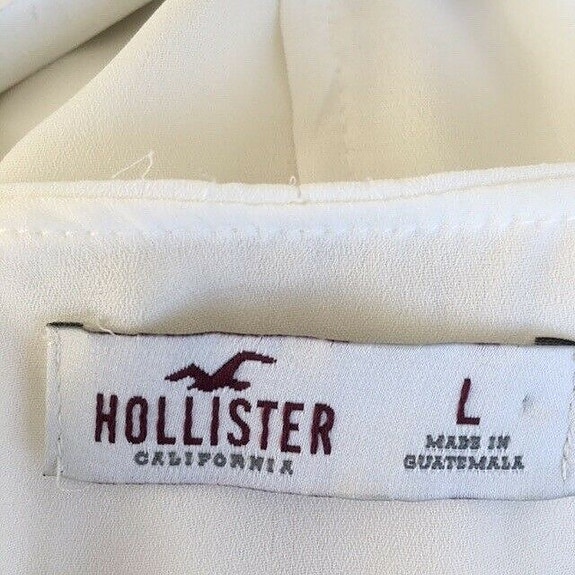 HOLLISTER
CALIFORNIA
L
MADE IN
GUATEMALA